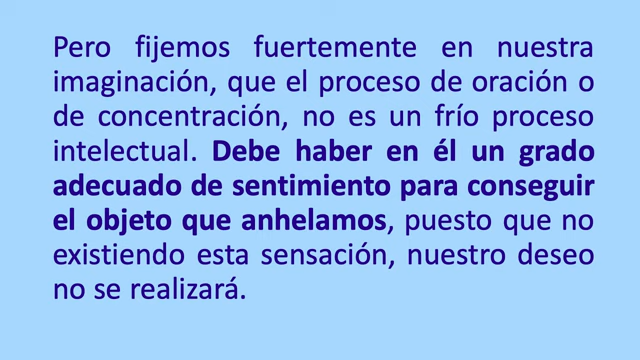 Pero fijemos fuertemente en nuestra
imaginación, que el proceso de oración o
de concentración, no es un frío proceso
intelectual. Debe haber en él un grado
adecuado de sentimiento para conseguir
el objeto que anhelamos, puesto que no
existiendo esta sensación, nuestro deseo
no se realizará.